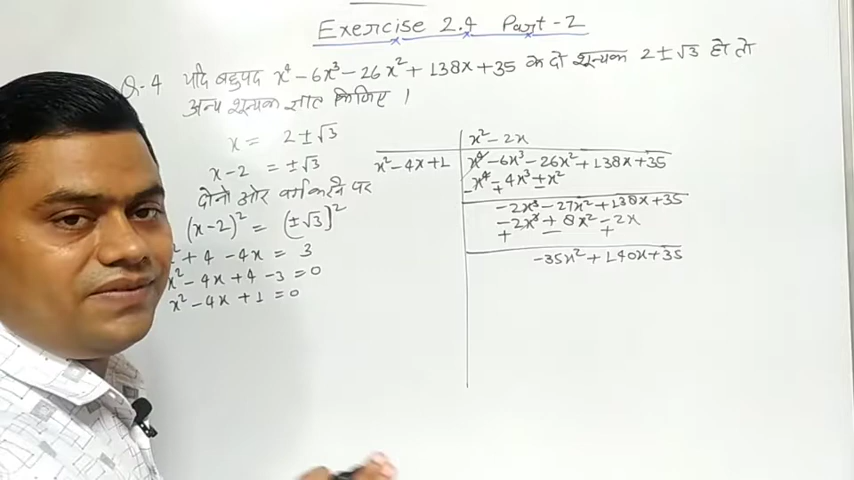 Exercise 2.4 Part-2
Q-4 यदि बहुपद x⁴-6x³-26x²+138x+35 के दो शून्यक 2±√3 हो तो
अन्य शून्यक ज्ञात किजिए ।
x = 2±√3
x-2 = ±√3
दोनो ओर वर्ग करने पर
(x-2)² = (±√3)²
x²+4-4x = 3
x²-4x+4-3=0
x²-4x+1=0
x²-2x
x²-4x+1
x⁴-6x³-26x²+138x+35
x⁴-4x³+x²
- + -
-2x³-27x²+138x+35
-2x³+8x²-2x
+ - +
-35x²+140x+35